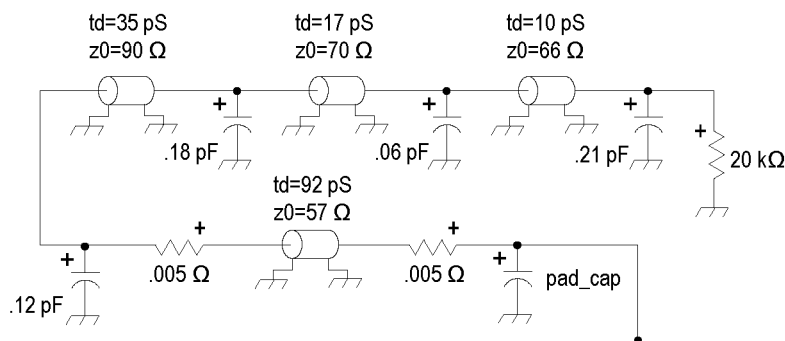 td=35 pS
z0=90 Ω
td=17 pS
z0=70 Ω
td=10 pS
z0=66 Ω
+
+
+
+
.18 pF
.06 pF
.21 pF
20 kΩ
td=92 pS
z0=57 Ω
+
+
+
+
.005 Ω
.005 Ω
pad_cap
.12 pF